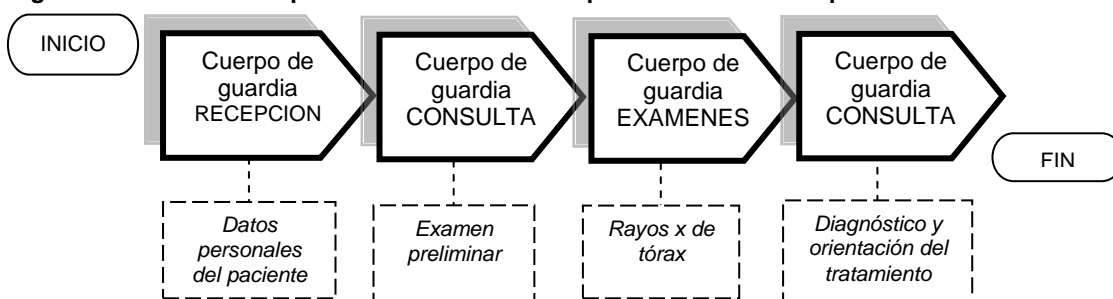 INICIO
Cuerpo de
guardia
RECEPCION
Cuerpo de
guardia
CONSULTA
Cuerpo de
guardia
EXAMENES
Cuerpo de
guardia
CONSULTA
FIN
Datos
personales
del paciente
Examen
preliminar
Rayos x de
tórax
Diagnóstico y
orientación del
tratamiento